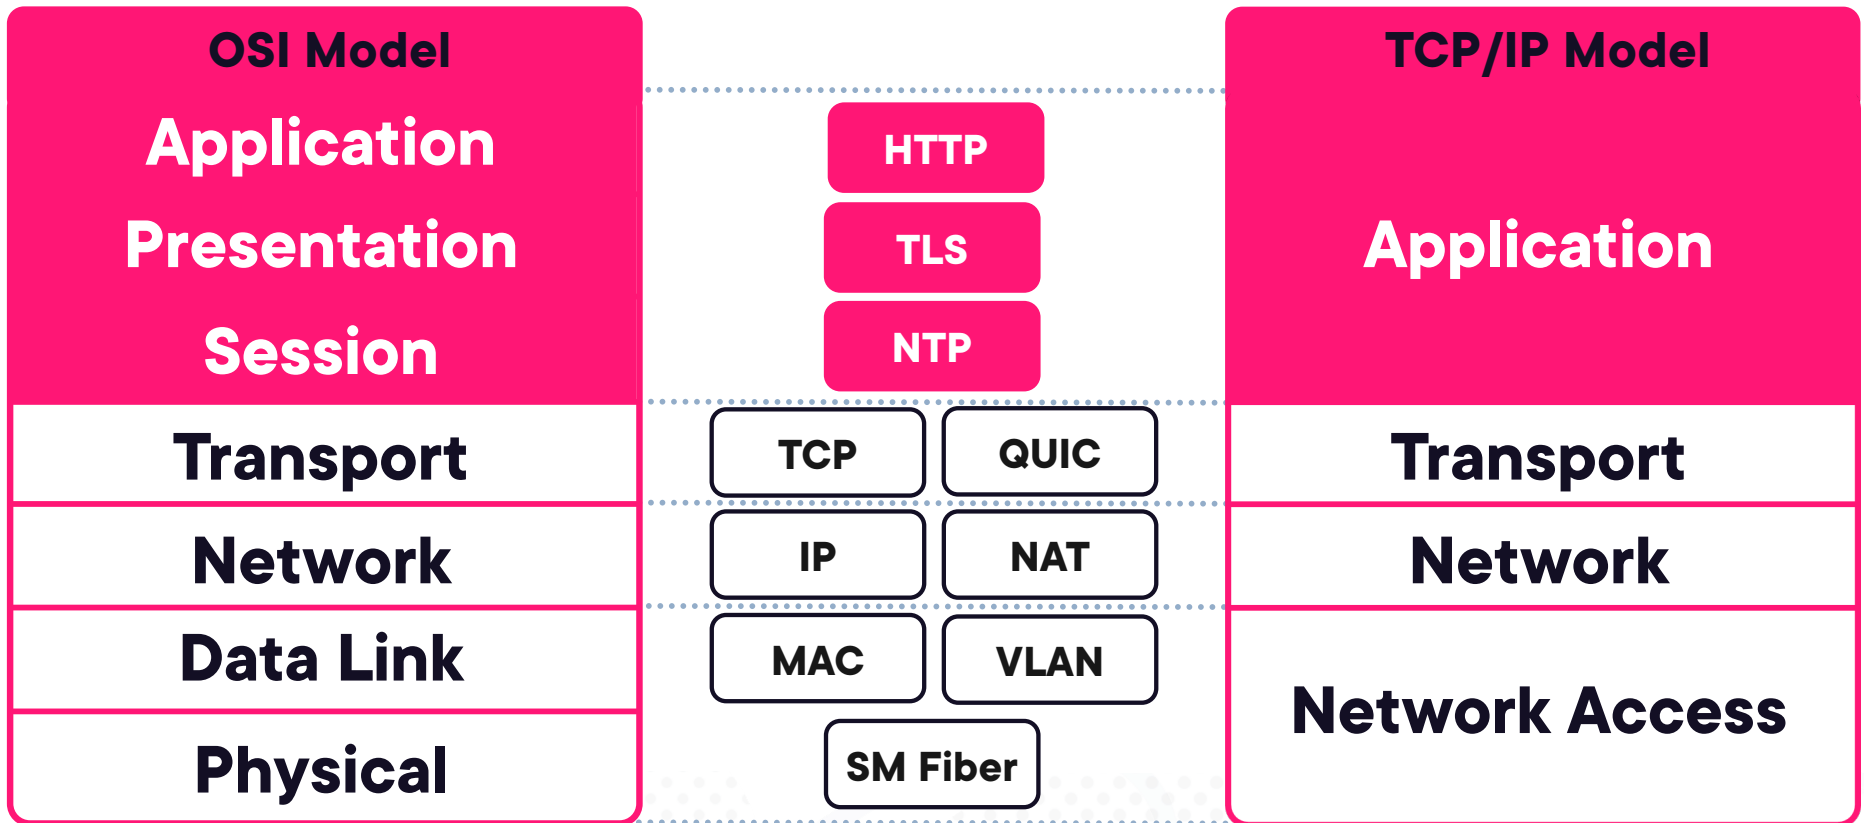 OSI Model
TCP/IP Model
Application
HTTP
Presentation
TLS
Application
Session
NTP
Transport
TCP
QUIC
Transport
Network
IP
NAT
Network
Data Link
MAC
VLAN
Network Access
Physical
SM Fiber